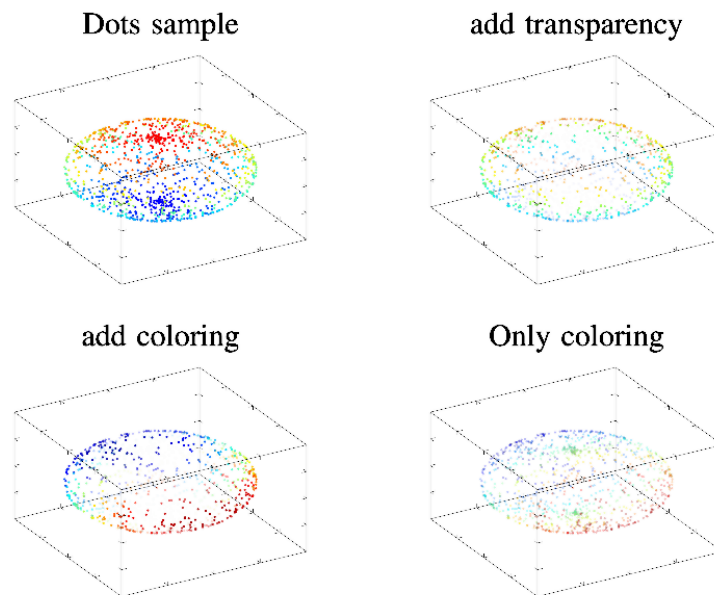 Dots sample
add transparency
add coloring
Only coloring